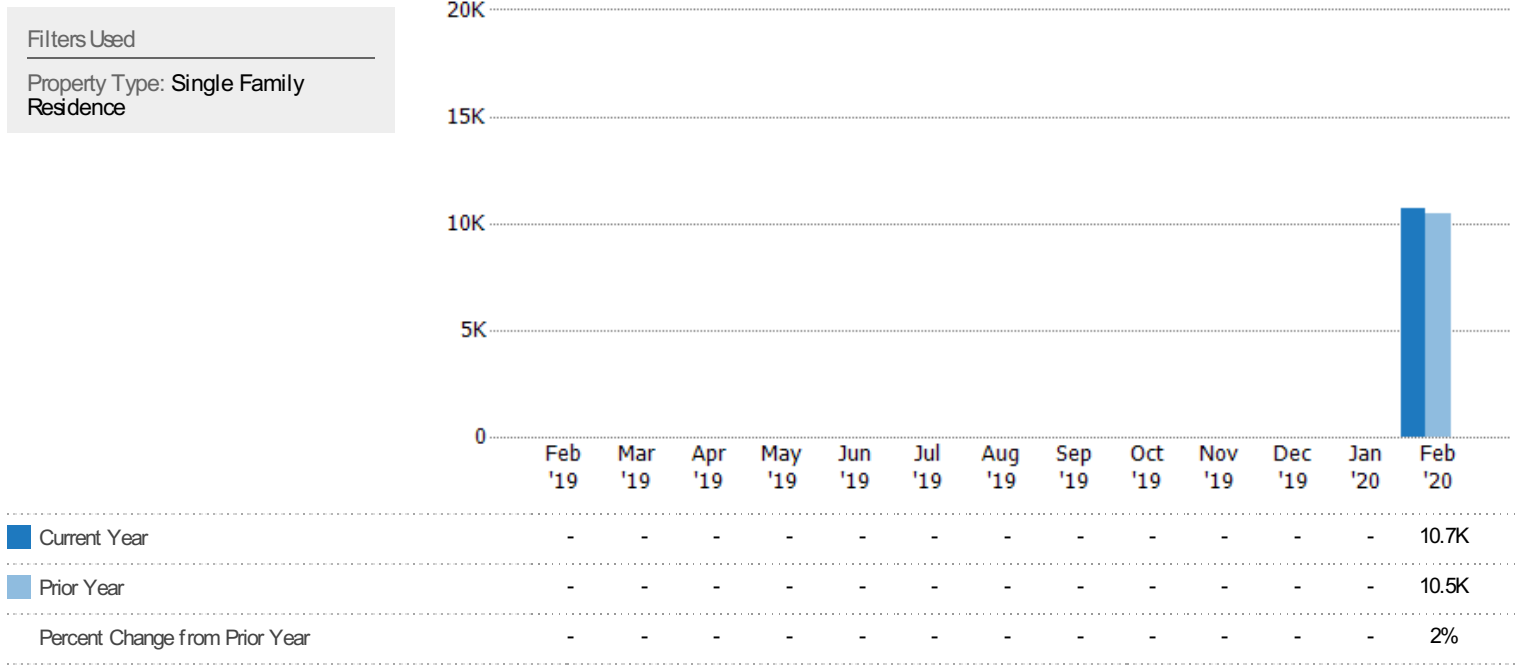 Filters Used
Property Type: Single Family
Residence
20K
15K
10K
5K
0
Feb Mar Apr May Jun Jul Aug Sep Oct Nov Dec Jan Feb
'19 '19 '19 '19 '19 '19 '19 '19 '19 '19 '19 '20 '20
Current Year - - - - - - - - - - - - 10.7K
Prior Year - - - - - - - - - - - - 10.5K
Percent Change from Prior Year - - - - - - - - - - - - 2%